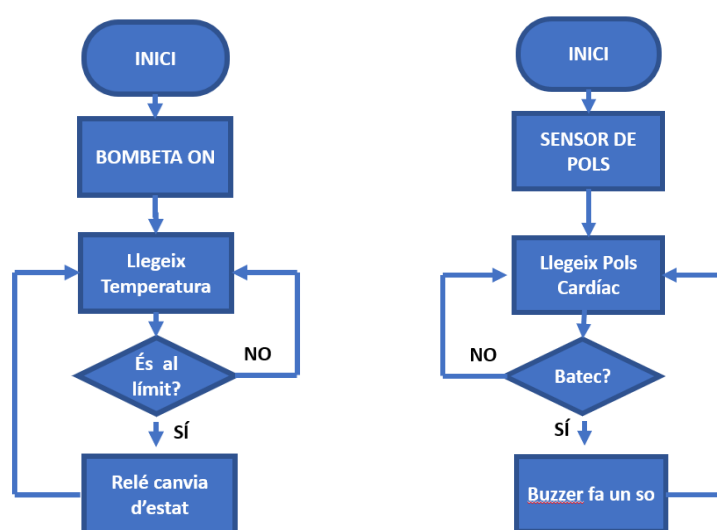 INICI
BOMBETA ON
Llegeix
Temperatura
És al
límit?
NO
SÍ
Relé canvia
d'estat
INICI
SENSOR DE
POLS
Llegeix Pols
Cardíac
NO
Batec?
SÍ
Buzzer fa un so